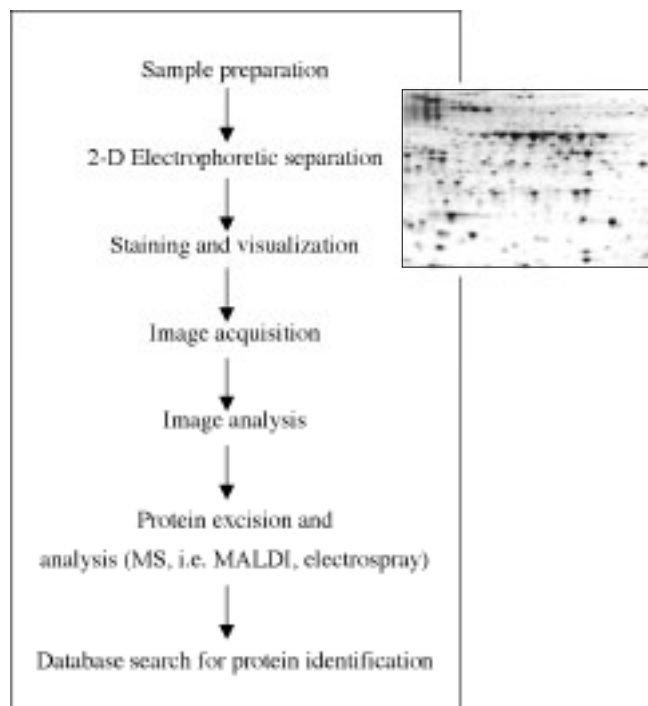 Sample preparation
2-D Electrophoretic separation
Staining and visualization
Image acquisition
Image analysis
Protein excision and
analysis (MS, i.e. MALDI, electrospray)
Database search for protein identification